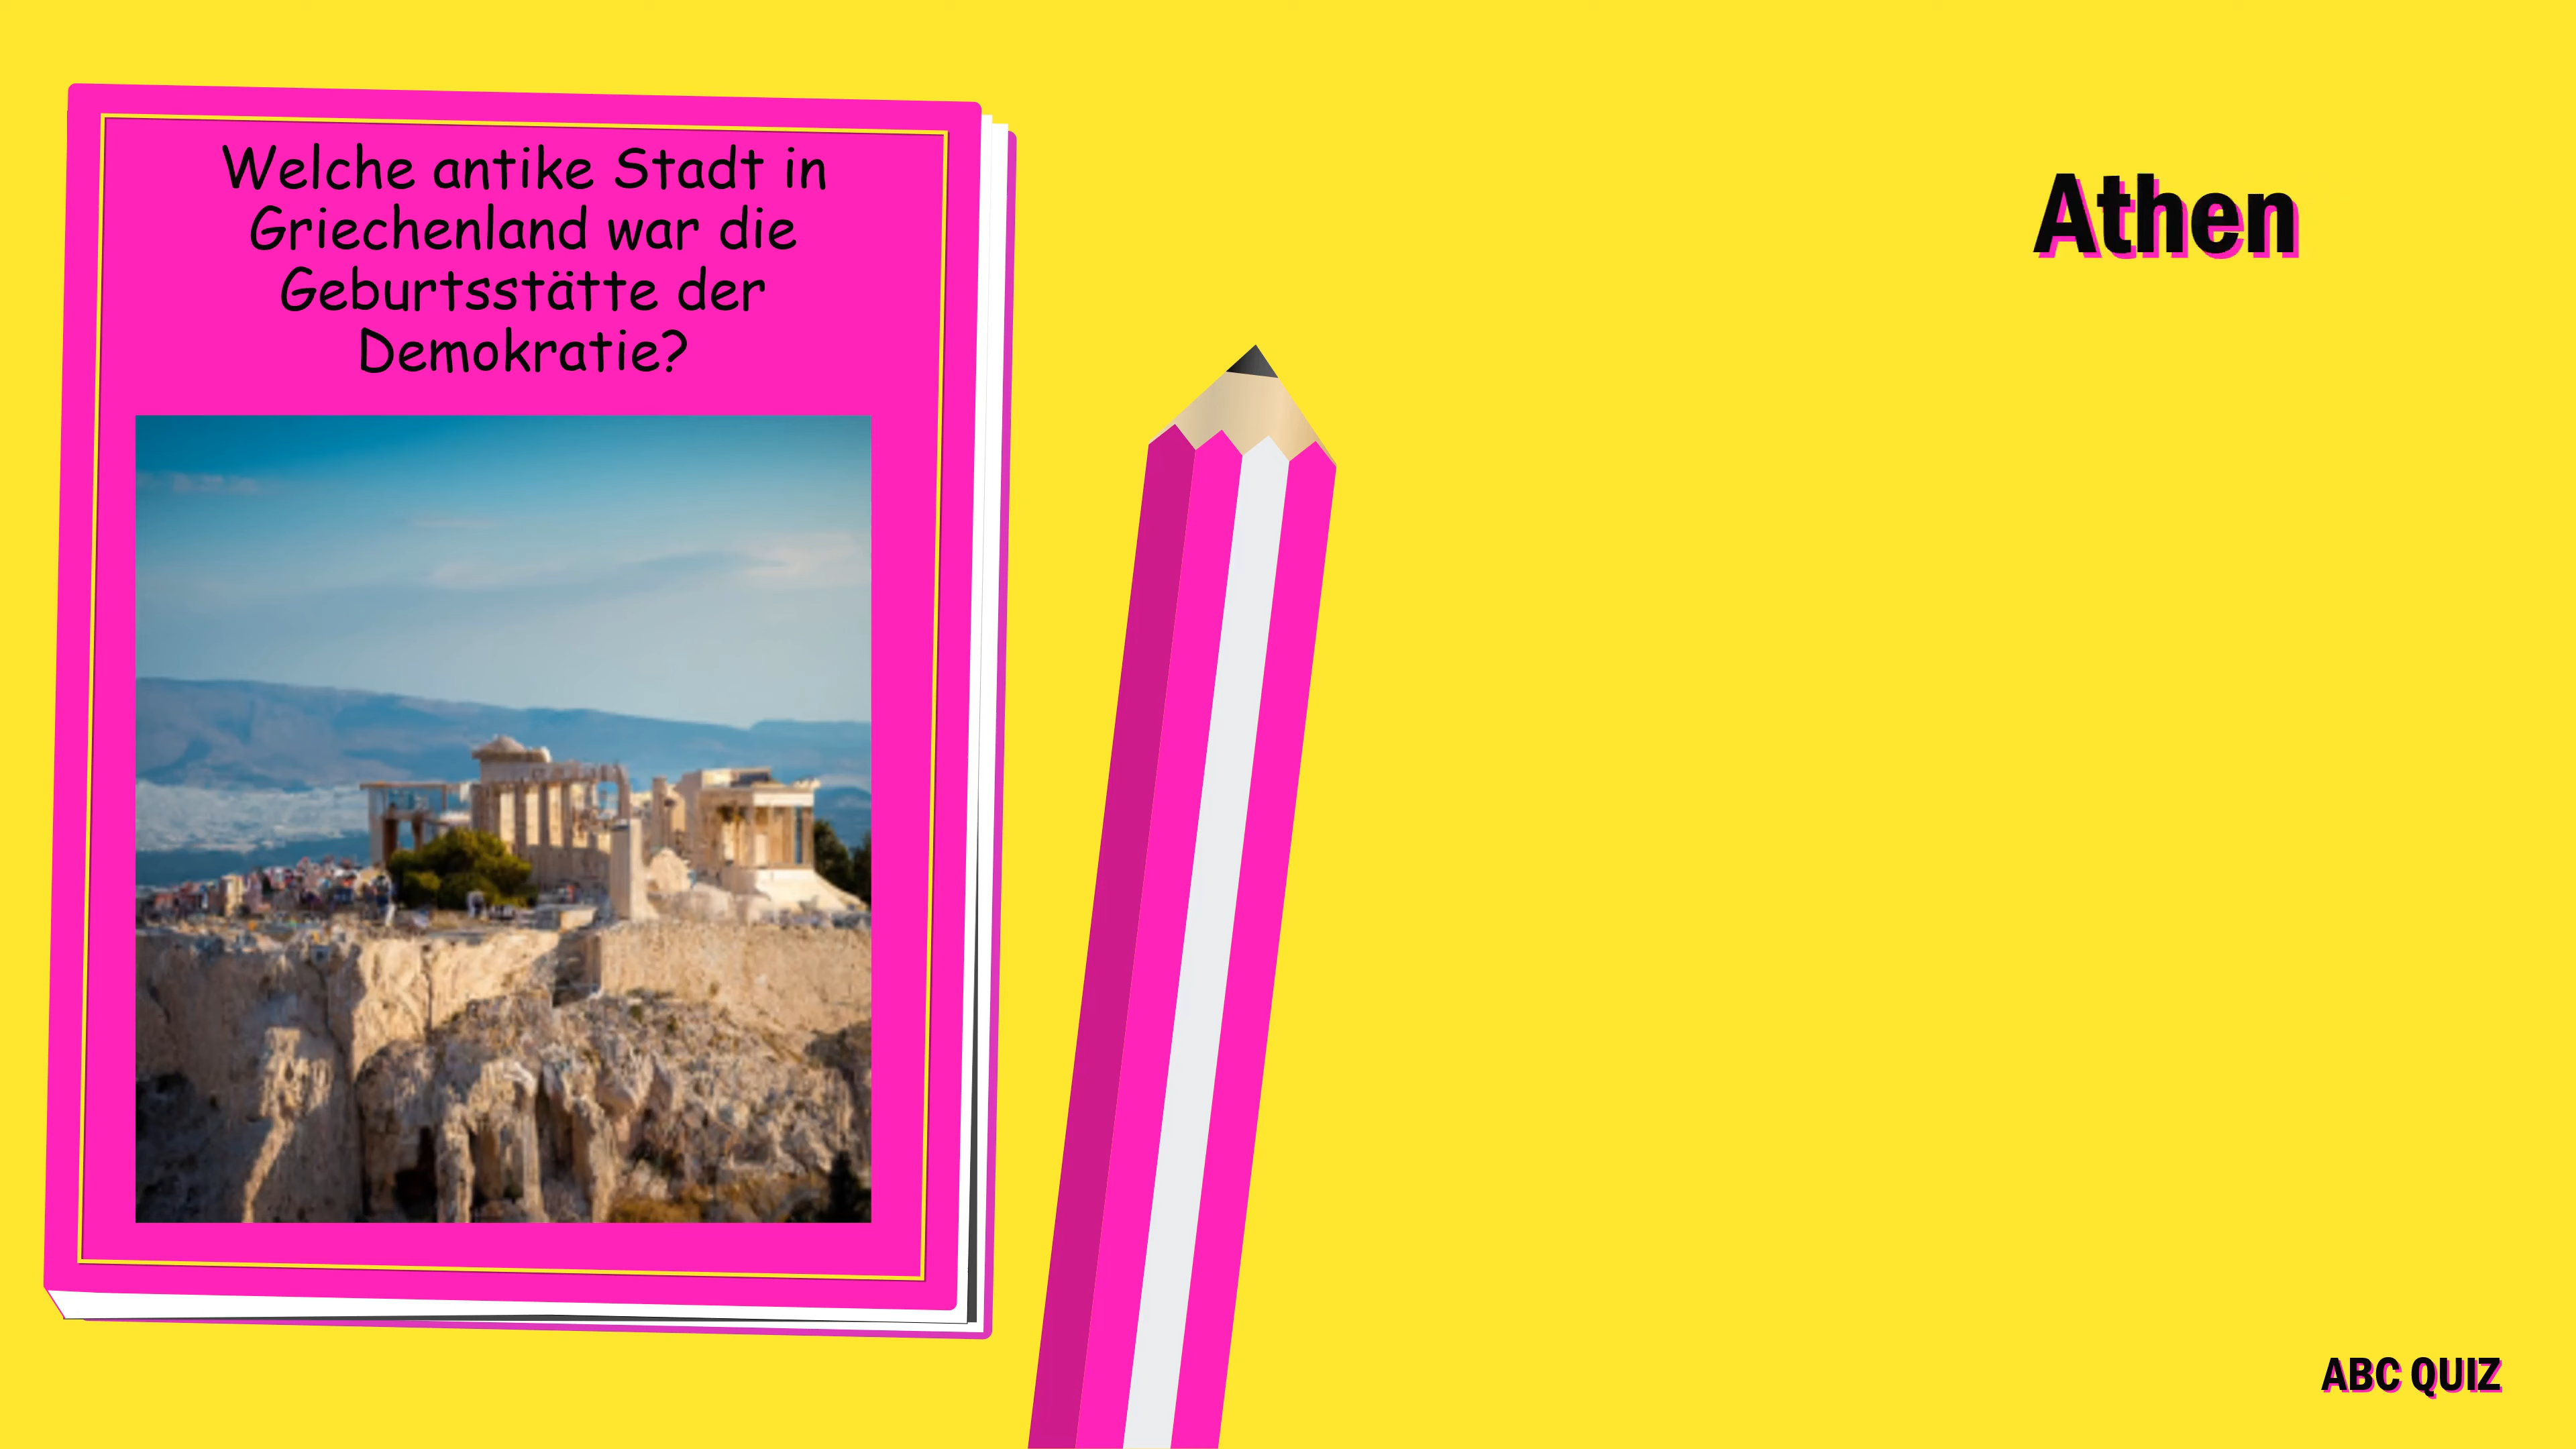 Welche antike Stadt in
Griechenland war die
Geburtsstätte der
Demokratie?
Athen
ABC QUIZ